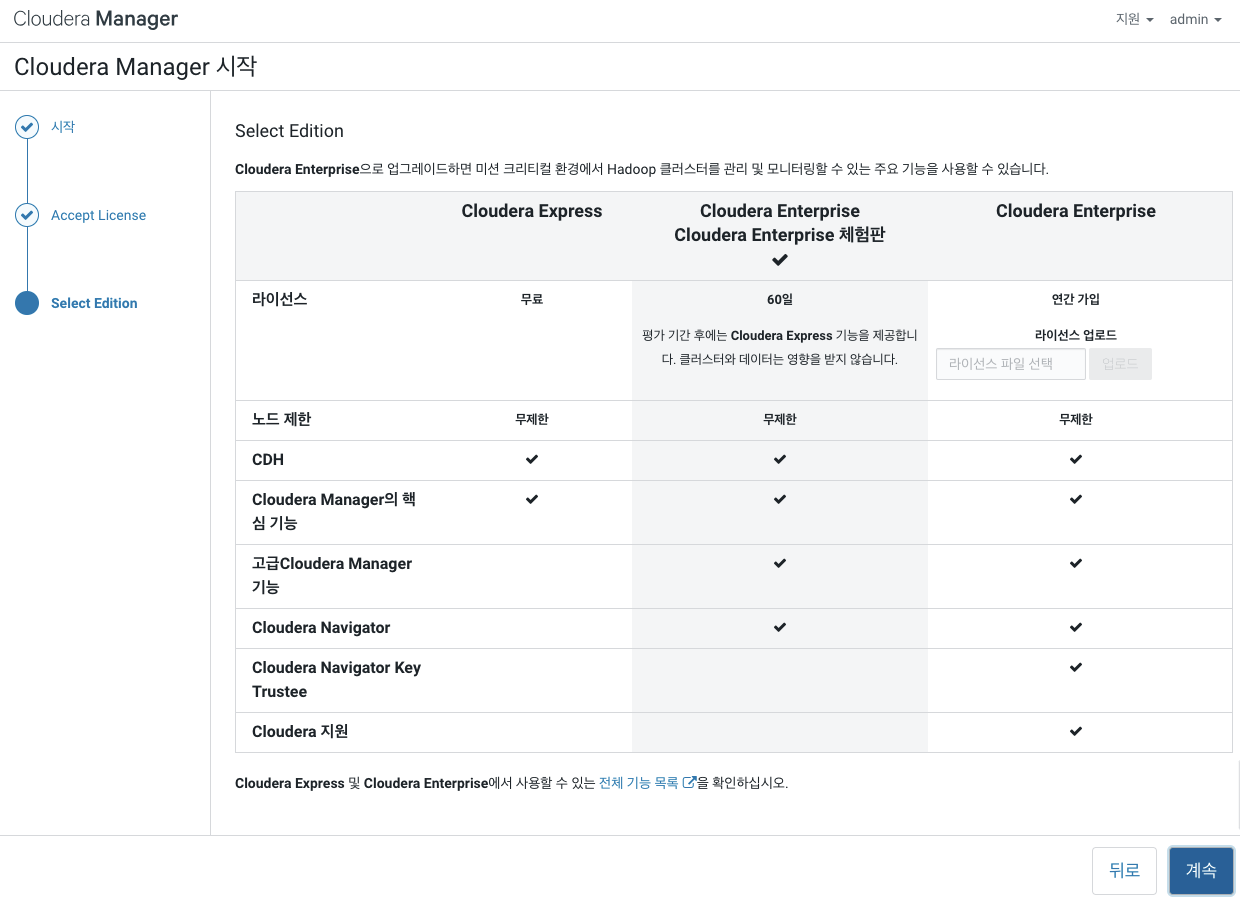 Cloudera Manager
지원
admin
Cloudera Manager 시작
시작
Accept License
Select Edition
Select Edition
Cloudera Enterprise으로 업그레이드하면 미션 크리티컬 환경에서 Hadoop 클러스터를 관리 및 모니터링할 수 있는 주요 기능을 사용할 수 있습니다.
Cloudera Express
Cloudera Enterprise
Cloudera Enterprise 체험판
Cloudera Enterprise
라이선스
무료
60일
평가 기간 후에는 Cloudera Express 기능을 제공합니
다. 클러스터와 데이터는 영향을 받지 않습니다.
연간 가입
라이선스 업로드
라이선스 파일 선택
업로드
노드 제한
무제한
무제한
무제한
CDH
Cloudera Manager의 핵
심 기능
고급Cloudera Manager
기능
Cloudera Navigator
Cloudera Navigator Key
Trustee
Cloudera 지원
Cloudera Express 및 Cloudera Enterprise에서 사용할 수 있는 전체 기능 목록을 확인하십시오.
뒤로
계속